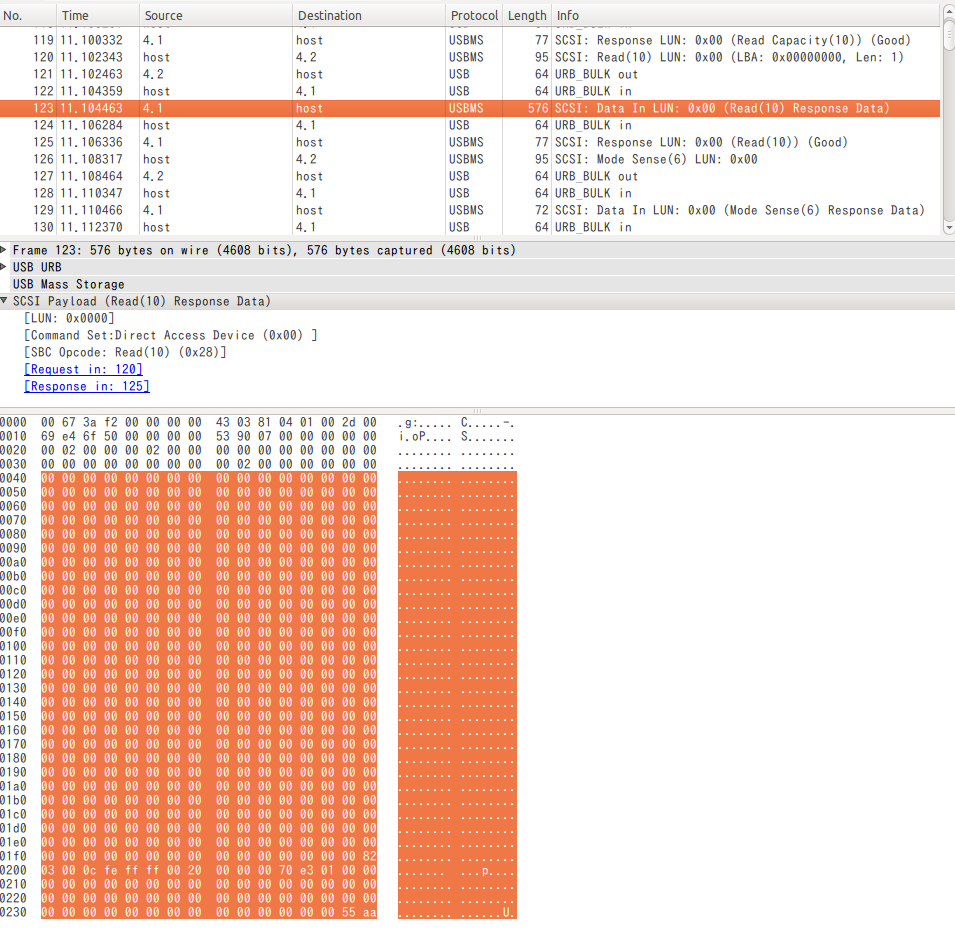 No. Time Source Destination Protocol Length Info
119 11.100332 4.1 host USBMS 77 SCSI: Response LUN: 0x00 (Read Capacity(10)) (Good)
120 11.102343 host 4.2 USBMS 95 SCSI: Read(10) LUN: 0x00 (LBA: 0x00000000, Len: 1)
121 11.102463 4.2 host USB 64 URB_BULK out
122 11.104359 host 4.1 USB 64 URB_BULK in
123 11.104463 4.1 host USBMS 576 SCSI: Data In LUN: 0x00 (Read(10) Response Data)
124 11.106284 host 4.1 USB 64 URB_BULK in
125 11.106336 4.1 host USBMS 77 SCSI: Response LUN: 0x00 (Read(10)) (Good)
126 11.108317 host 4.2 USBMS 95 SCSI: Mode Sense(6) LUN: 0x00
127 11.108464 4.2 host USB 64 URB_BULK out
128 11.110347 host 4.1 USB 64 URB_BULK in
129 11.110466 4.1 host USBMS 72 SCSI: Data In LUN: 0x00 (Mode Sense(6) Response Data)
130 11.112370 host 4.1 USB 64 URB_BULK in
Frame 123: 576 bytes on wire (4608 bits), 576 bytes captured (4608 bits)
USB URB
USB Mass Storage
SCSI Payload (Read(10) Response Data)
[LUN: 0x0000]
[Command Set:Direct Access Device (0x00) ]
[SBC Opcode: Read(10) (0x28)]
[Request in: 120]
[Response in: 125]
0000 00 67 3a f2 00 00 00 00 43 03 81 04 01 00 2d 00 .g:..... C.....-.
0010 69 e4 6f 50 00 00 00 00 53 90 07 00 00 00 00 00 i.oP.... S.......
0020 00 02 00 00 00 02 00 00 00 00 00 00 00 00 00 00 ........ ........
0030 00 00 00 00 00 00 00 00 00 02 00 00 00 00 00 00 ........ ........
0040 00 00 00 00 00 00 00 00 00 00 00 00 00 00 00 00 ........ ........
0050 00 00 00 00 00 00 00 00 00 00 00 00 00 00 00 00 ........ ........
0060 00 00 00 00 00 00 00 00 00 00 00 00 00 00 00 00 ........ ........
0070 00 00 00 00 00 00 00 00 00 00 00 00 00 00 00 00 ........ ........
0080 00 00 00 00 00 00 00 00 00 00 00 00 00 00 00 00 ........ ........
0090 00 00 00 00 00 00 00 00 00 00 00 00 00 00 00 00 ........ ........
00a0 00 00 00 00 00 00 00 00 00 00 00 00 00 00 00 00 ........ ........
00b0 00 00 00 00 00 00 00 00 00 00 00 00 00 00 00 00 ........ ........
00c0 00 00 00 00 00 00 00 00 00 00 00 00 00 00 00 00 ........ ........
00d0 00 00 00 00 00 00 00 00 00 00 00 00 00 00 00 00 ........ ........
00e0 00 00 00 00 00 00 00 00 00 00 00 00 00 00 00 00 ........ ........
00f0 00 00 00 00 00 00 00 00 00 00 00 00 00 00 00 00 ........ ........
0100 00 00 00 00 00 00 00 00 00 00 00 00 00 00 00 00 ........ ........
0110 00 00 00 00 00 00 00 00 00 00 00 00 00 00 00 00 ........ ........
0120 00 00 00 00 00 00 00 00 00 00 00 00 00 00 00 00 ........ ........
0130 00 00 00 00 00 00 00 00 00 00 00 00 00 00 00 00 ........ ........
0140 00 00 00 00 00 00 00 00 00 00 00 00 00 00 00 00 ........ ........
0150 00 00 00 00 00 00 00 00 00 00 00 00 00 00 00 00 ........ ........
0160 00 00 00 00 00 00 00 00 00 00 00 00 00 00 00 00 ........ ........
0170 00 00 00 00 00 00 00 00 00 00 00 00 00 00 00 00 ........ ........
0180 00 00 00 00 00 00 00 00 00 00 00 00 00 00 00 00 ........ ........
0190 00 00 00 00 00 00 00 00 00 00 00 00 00 00 00 00 ........ ........
01a0 00 00 00 00 00 00 00 00 00 00 00 00 00 00 00 00 ........ ........
01b0 00 00 00 00 00 00 00 00 00 00 00 00 00 00 00 00 ........ ........
01c0 00 00 00 00 00 00 00 00 00 00 00 00 00 00 00 00 ........ ........
01d0 00 00 00 00 00 00 00 00 00 00 00 00 00 00 00 00 ........ ........
01e0 00 00 00 00 00 00 00 00 00 00 00 00 00 00 00 00 ........ ........
01f0 00 00 00 00 00 00 00 00 00 00 00 00 00 00 00 82 ........ ........
0200 03 00 0c fe ff ff 00 20 00 00 00 70 e3 01 00 00 ....... ...p....
0210 00 00 00 00 00 00 00 00 00 00 00 00 00 00 00 00 ........ ........
0220 00 00 00 00 00 00 00 00 00 00 00 00 00 00 00 00 ........ ........
0230 00 00 00 00 00 00 00 00 00 00 00 00 00 00 55 aa ........ ......U.